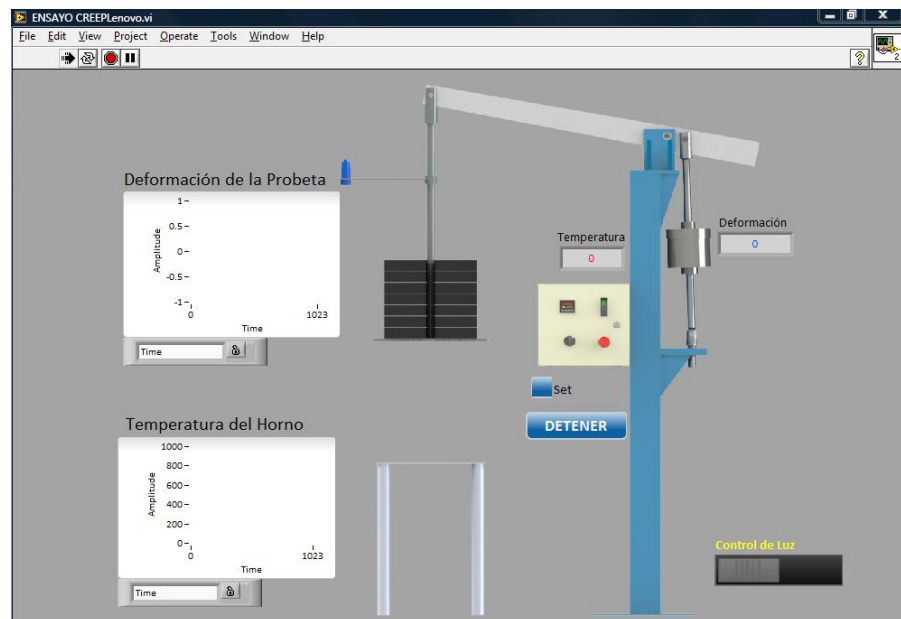 ENSAYO CREEPLenovo.vi
File Edit View Project Operate Tools Window Help
2
Deformación de la Probeta
1
0.5
0
-0.5
-1
Amplitude
0 1023
Time
Time
Temperatura
0
Deformación
0
Set
DETENER
Temperatura del Horno
1000
800
600
400
200
0
Amplitude
0 1023
Time
Time
Control de Luz